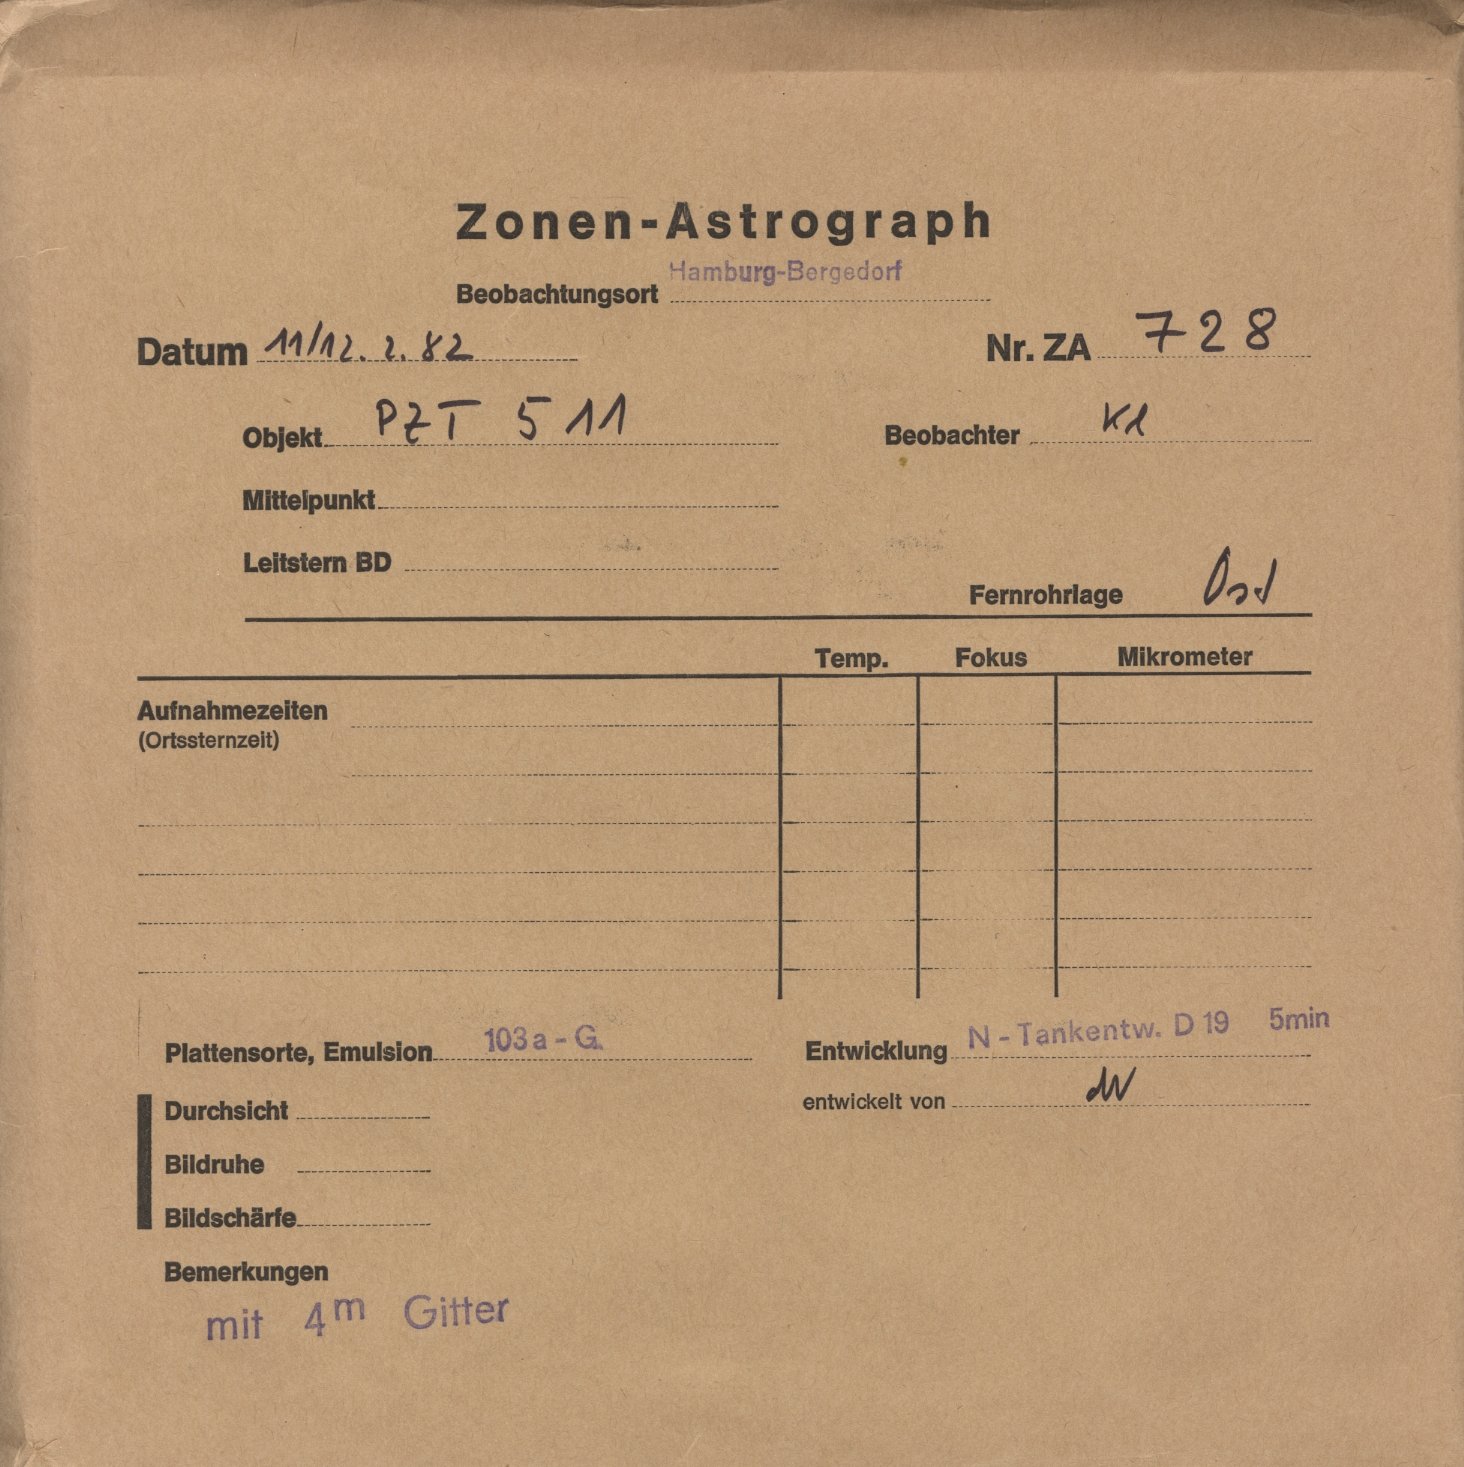 Zonen-Astrograph
Hamburg-Bergedorf
Beobachtungsort
Datum 11/12. 2. 82
Nr. ZA 728
Objekt PZT 511
Beobachter Kl
Mittelpunkt
Leitstern BD
Fernrohrlage Ost
Temp. Fokus Mikrometer
Aufnahmezeiten
(Ortssternzeit)
Plattensorte, Emulsion 103a-G.
Entwicklung N-Tankentw. D 19 5min
Durchsicht
entwickelt von
Bildruhe
Bildschärfe
Bemerkungen
mit 4m Gitter